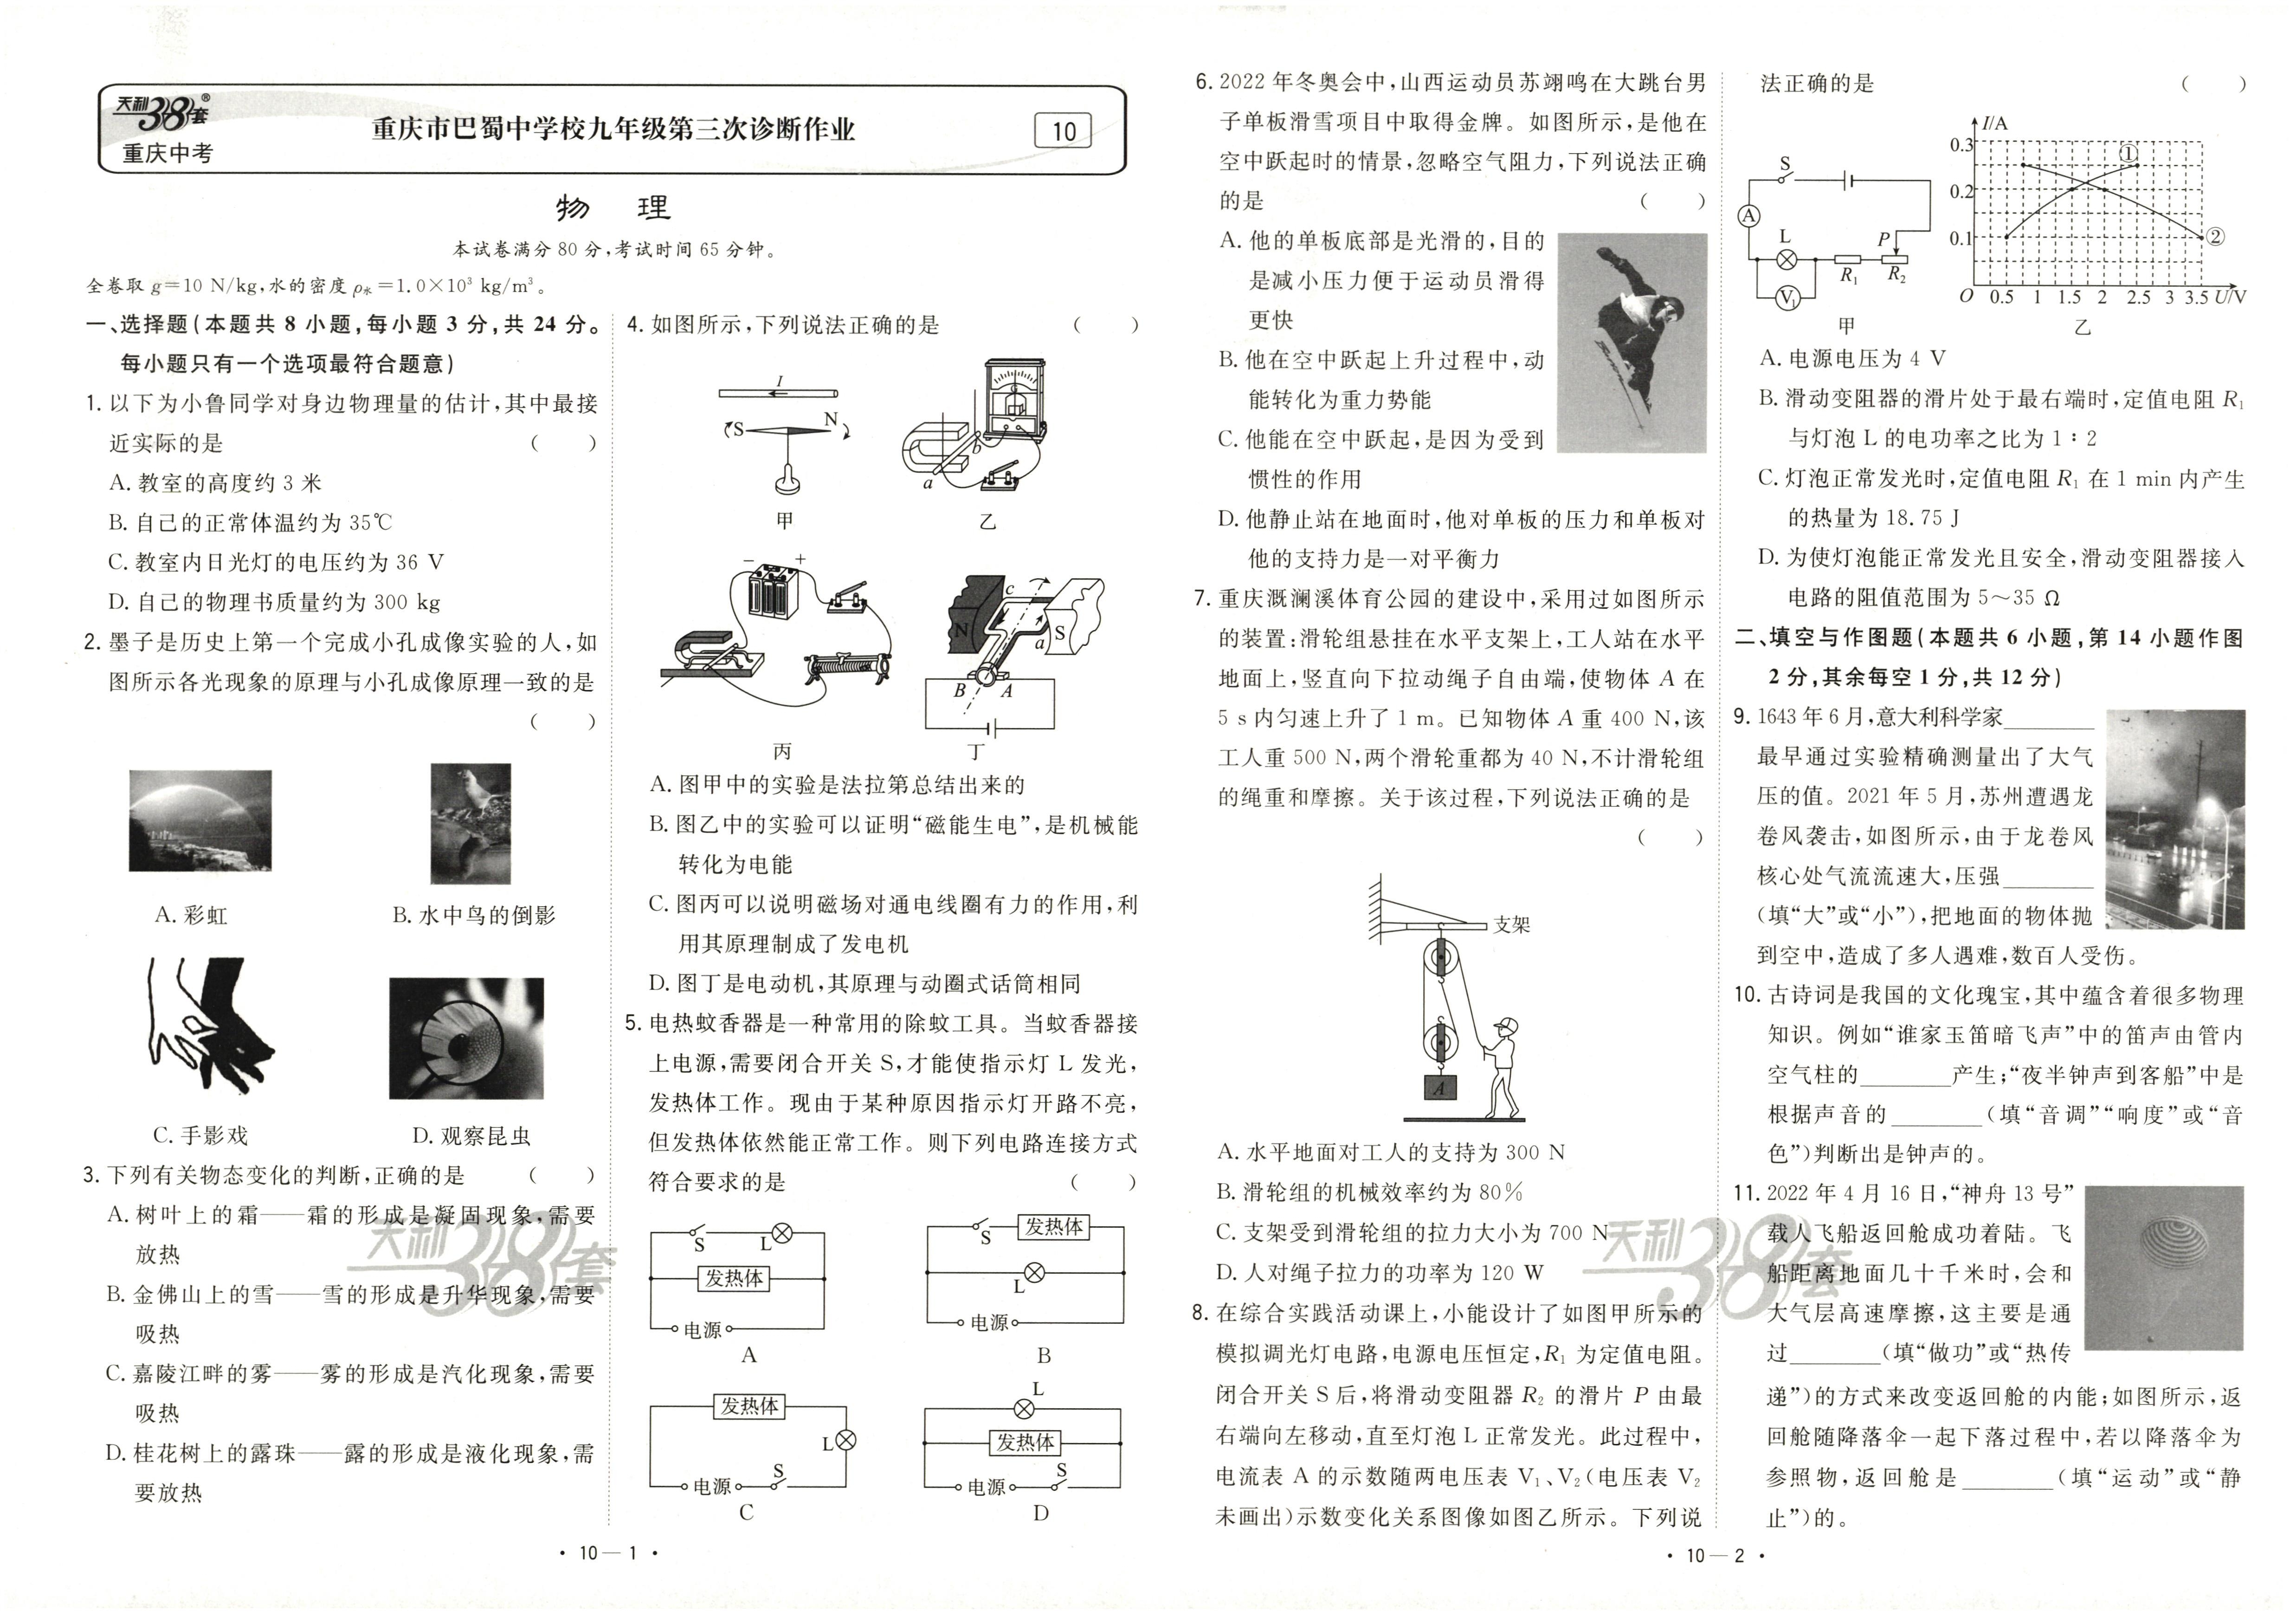 天利38套®
重庆中考
重庆市巴蜀中学校九年级第三次诊断作业
10
物 理
本试卷满分 80 分,考试时间 65 分钟。
全卷取 g=10 N/kg,水的密度 ρ水=1.0×10³ kg/m³。
一、选择题(本题共 8 小题,每小题 3 分,共 24 分。
每小题只有一个选项最符合题意)
1. 以下为小鲁同学对身边物理量的估计,其中最接
近实际的是 ( )
A. 教室的高度约 3 米
B. 自己的正常体温约为 35℃
C. 教室内日光灯的电压约为 36 V
D. 自己的物理书质量约为 300 kg
2. 墨子是历史上第一个完成小孔成像实验的人,如
图所示各光现象的原理与小孔成像原理一致的是
( )
A. 彩虹
B. 水中鸟的倒影
C. 手影戏
D. 观察昆虫
3. 下列有关物态变化的判断,正确的是 ( )
A. 树叶上的霜——霜的形成是凝固现象,需要
放热
B. 金佛山上的雪——雪的形成是升华现象,需要
吸热
C. 嘉陵江畔的雾——雾的形成是汽化现象,需要
吸热
D. 桂花树上的露珠——露的形成是液化现象,需
要放热
4. 如图所示,下列说法正确的是 ( )
I
S N
甲
G
a b
乙
− +
丙
N S
c a
B A
丁
A. 图甲中的实验是法拉第总结出来的
B. 图乙中的实验可以证明“磁能生电”,是机械能
转化为电能
C. 图丙可以说明磁场对通电线圈有力的作用,利
用其原理制成了发电机
D. 图丁是电动机,其原理与动圈式话筒相同
5. 电热蚊香器是一种常用的除蚊工具。当蚊香器接
上电源,需要闭合开关 S,才能使指示灯 L 发光,
发热体工作。现由于某种原因指示灯开路不亮,
但发热体依然能正常工作。则下列电路连接方式
符合要求的是 ( )
S L
发热体
电源
A
S 发热体
L
电源
B
发热体
L
电源 S
C
L
发热体
电源 S
D
天利38套
• 10—1 •
6. 2022 年冬奥会中,山西运动员苏翊鸣在大跳台男
子单板滑雪项目中取得金牌。如图所示,是他在
空中跃起时的情景,忽略空气阻力,下列说法正确
的是 ( )
A. 他的单板底部是光滑的,目的
是减小压力便于运动员滑得
更快
B. 他在空中跃起上升过程中,动
能转化为重力势能
C. 他能在空中跃起,是因为受到
惯性的作用
D. 他静止站在地面时,他对单板的压力和单板对
他的支持力是一对平衡力
7. 重庆溉澜溪体育公园的建设中,采用过如图所示
的装置:滑轮组悬挂在水平支架上,工人站在水平
地面上,竖直向下拉动绳子自由端,使物体 A 在
5 s 内匀速上升了 1 m。已知物体 A 重 400 N,该
工人重 500 N,两个滑轮重都为 40 N,不计滑轮组
的绳重和摩擦。关于该过程,下列说法正确的是
( )
支架
A
A. 水平地面对工人的支持为 300 N
B. 滑轮组的机械效率约为 80%
C. 支架受到滑轮组的拉力大小为 700 N
D. 人对绳子拉力的功率为 120 W
8. 在综合实践活动课上,小能设计了如图甲所示的
模拟调光灯电路,电源电压恒定,R₁ 为定值电阻。
闭合开关 S 后,将滑动变阻器 R₂ 的滑片 P 由最
右端向左移动,直至灯泡 L 正常发光。此过程中,
电流表 A 的示数随两电压表 V₁、V₂(电压表 V₂
未画出)示数变化关系图像如图乙所示。下列说
法正确的是 ( )
S
A
L
P
R₁ R₂
V₁
甲
I/A
0.3
0.2
0.1
① ②
O 0.5 1 1.5 2 2.5 3 3.5 U/V
乙
A. 电源电压为 4 V
B. 滑动变阻器的滑片处于最右端时,定值电阻 R₁
与灯泡 L 的电功率之比为 1∶2
C. 灯泡正常发光时,定值电阻 R₁ 在 1 min 内产生
的热量为 18.75 J
D. 为使灯泡能正常发光且安全,滑动变阻器接入
电路的阻值范围为 5～35 Ω
二、填空与作图题(本题共 6 小题,第 14 小题作图
2 分,其余每空 1 分,共 12 分)
9. 1643 年 6 月,意大利科学家________
最早通过实验精确测量出了大气
压的值。2021 年 5 月,苏州遭遇龙
卷风袭击,如图所示,由于龙卷风
核心处气流流速大,压强________
(填“大”或“小”),把地面的物体抛
到空中,造成了多人遇难,数百人受伤。
10. 古诗词是我国的文化瑰宝,其中蕴含着很多物理
知识。例如“谁家玉笛暗飞声”中的笛声由管内
空气柱的________产生;“夜半钟声到客船”中是
根据声音的________(填“音调”“响度”或“音
色”)判断出是钟声的。
11. 2022 年 4 月 16 日,“神舟 13 号”
载人飞船返回舱成功着陆。飞
船距离地面几十千米时,会和
大气层高速摩擦,这主要是通
过________(填“做功”或“热传
递”)的方式来改变返回舱的内能;如图所示,返
回舱随降落伞一起下落过程中,若以降落伞为
参照物,返回舱是________(填“运动”或“静
止”)的。
天利38套
• 10—2 •